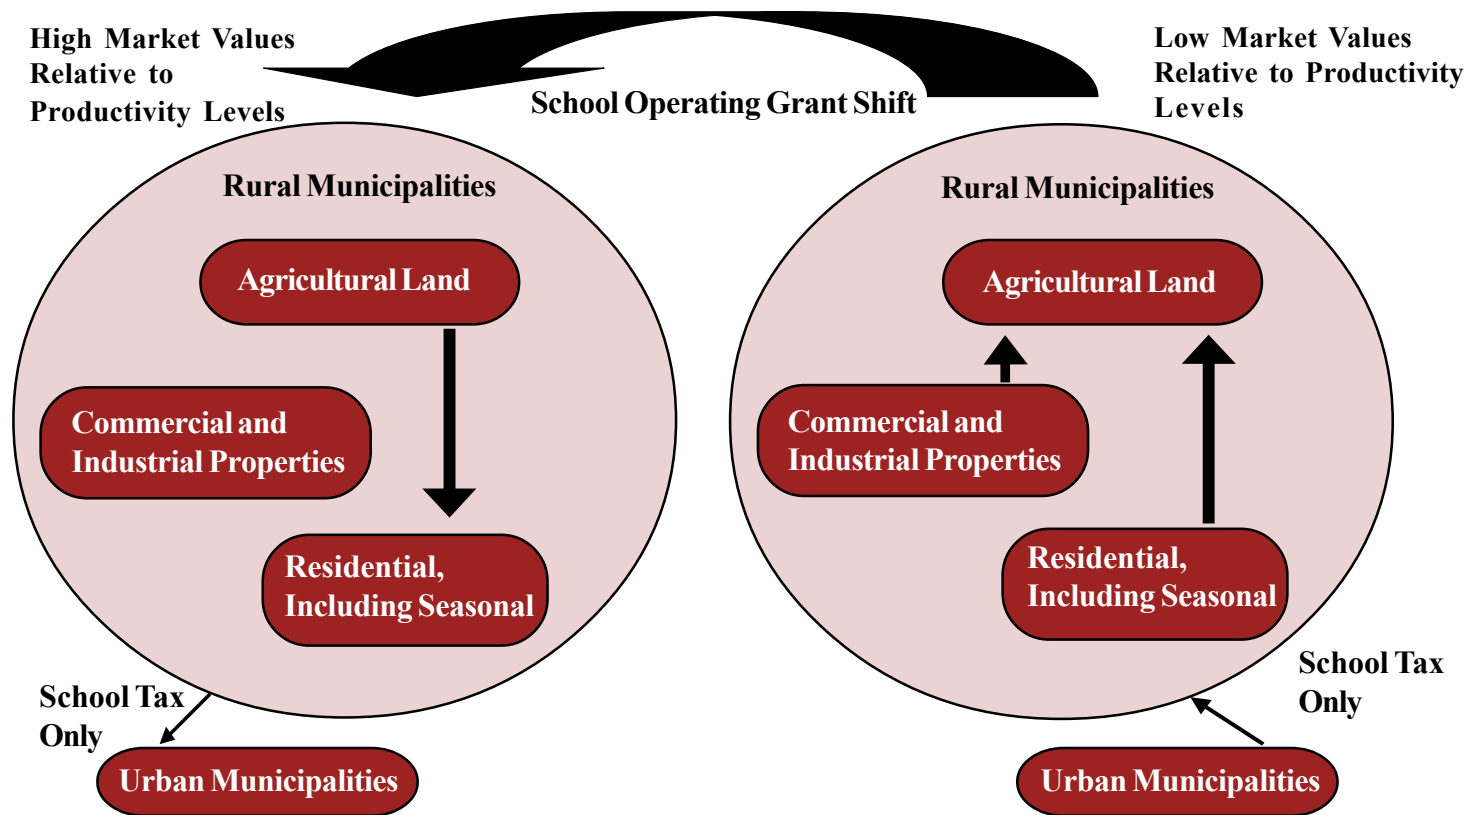 High Market Values
Relative to
Productivity Levels
School Operating Grant Shift
Low Market Values
Relative to Productivity
Levels
Rural Municipalities
Agricultural Land
Commercial and
Industrial Properties
Residential,
Including Seasonal
School Tax
Only
Urban Municipalities
Rural Municipalities
Agricultural Land
Commercial and
Industrial Properties
Residential,
Including Seasonal
School Tax
Only
Urban Municipalities